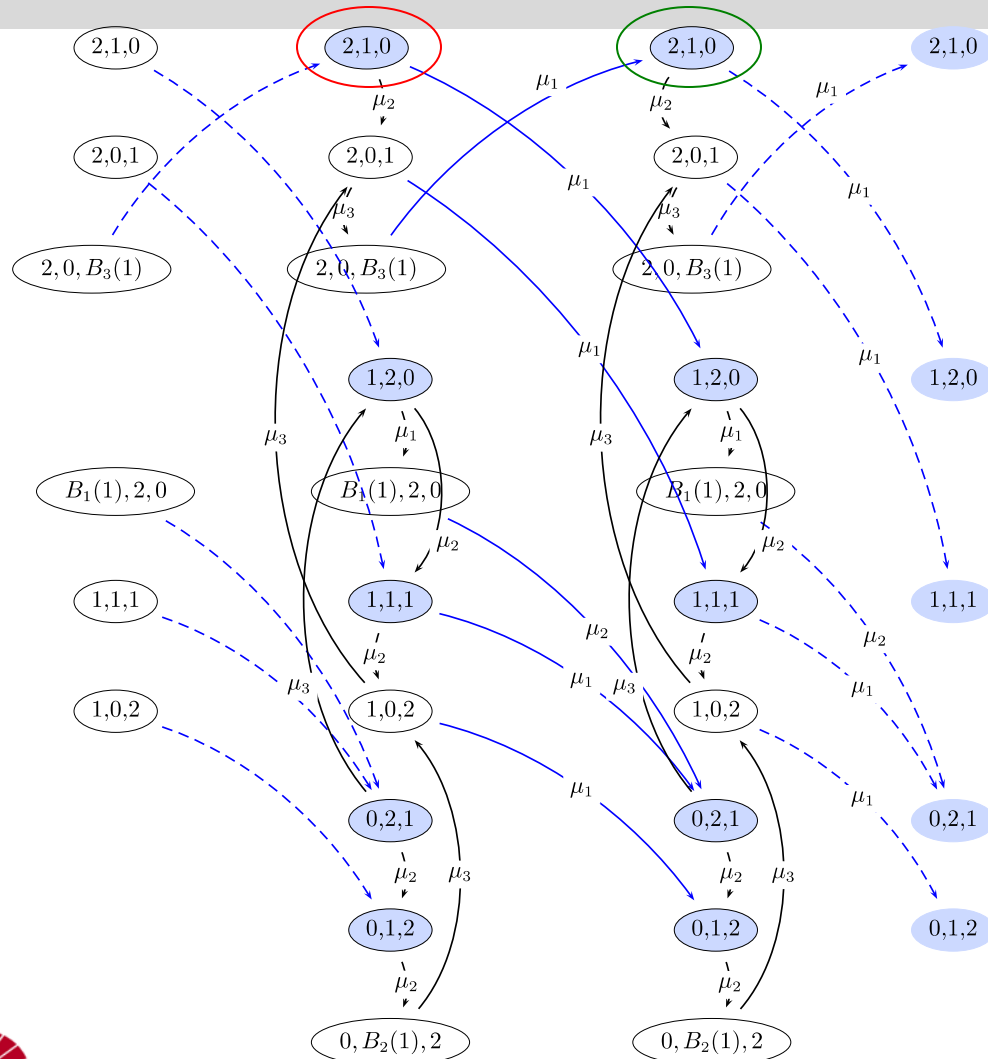 2,1,0 2,1,0 2,1,0 2,1,0
μ₁ μ₁
μ₂ μ₂
2,0,1 2,0,1 2,0,1
μ₁ μ₁
μ₃ μ₃
2,0,B₃(1) 2,0,B₃(1) 2,0,B₃(1)
μ₁ μ₁
1,2,0 1,2,0 1,2,0
μ₃ μ₁ μ₃ μ₁
B₁(1),2,0 B₁(1),2,0 B₁(1),2,0
μ₂ μ₂
1,1,1 1,1,1 1,1,1 1,1,1
μ₂ μ₂
μ₂ μ₂
μ₃ μ₁ μ₃ μ₁
1,0,2 1,0,2 1,0,2
μ₁ μ₁
0,2,1 0,2,1 0,2,1
μ₂ μ₃ μ₂ μ₃
0,1,2 0,1,2 0,1,2
μ₂ μ₂
0,B₂(1),2 0,B₂(1),2